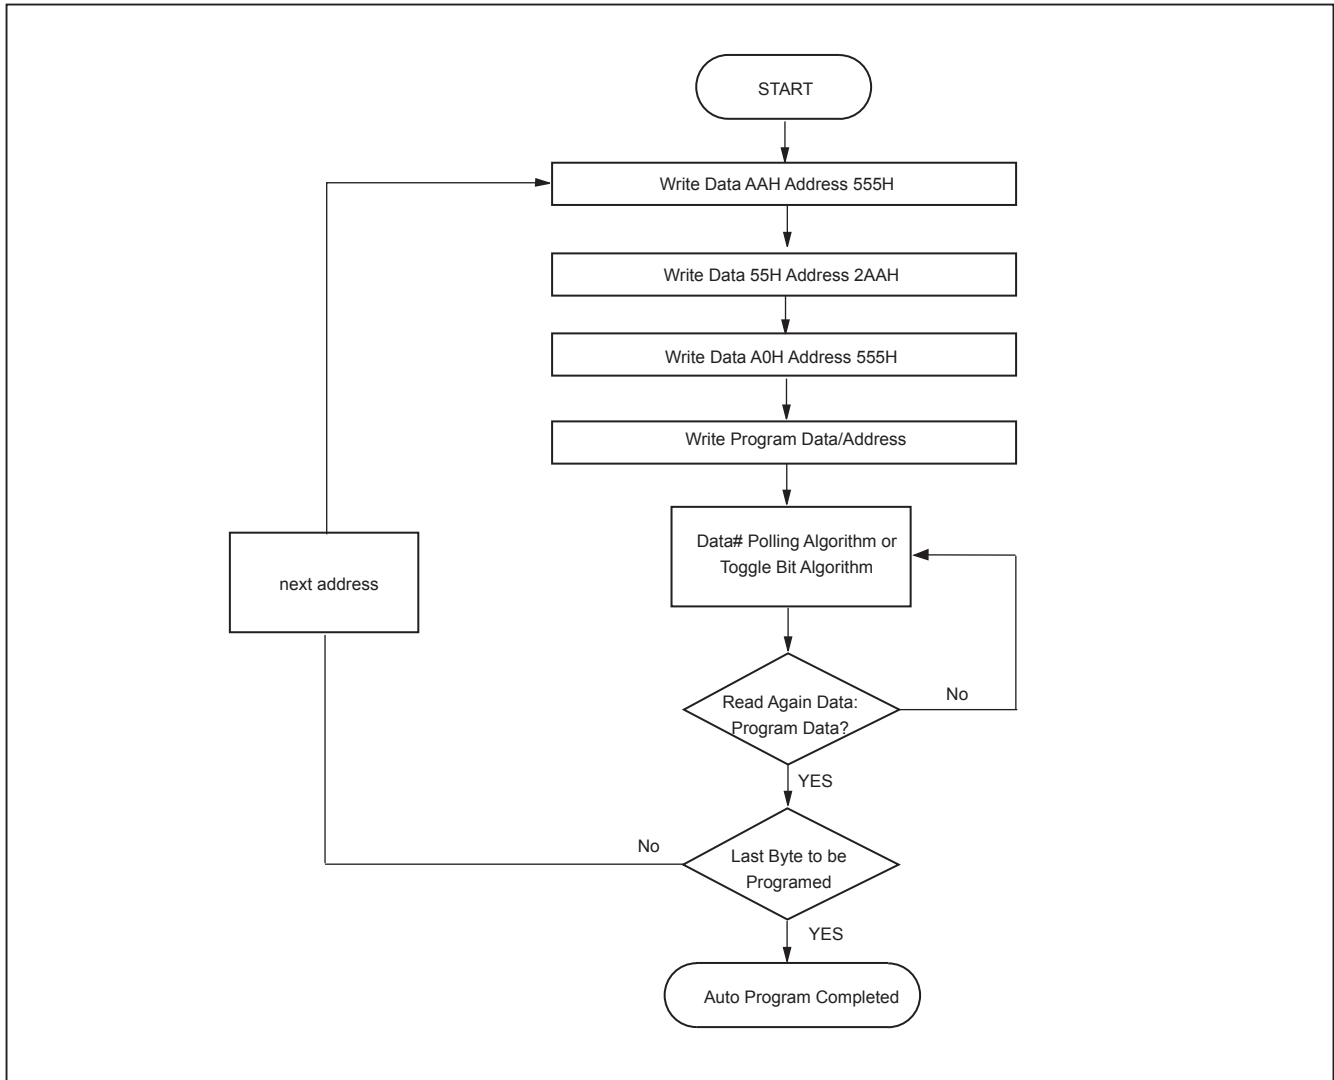 START
Write Data AAH Address 555H
Write Data 55H Address 2AAH
Write Data A0H Address 555H
Write Program Data/Address
Data# Polling Algorithm or
Toggle Bit Algorithm
next address
Read Again Data:
Program Data?
No
YES
No
Last Byte to be
Programed
YES
Auto Program Completed